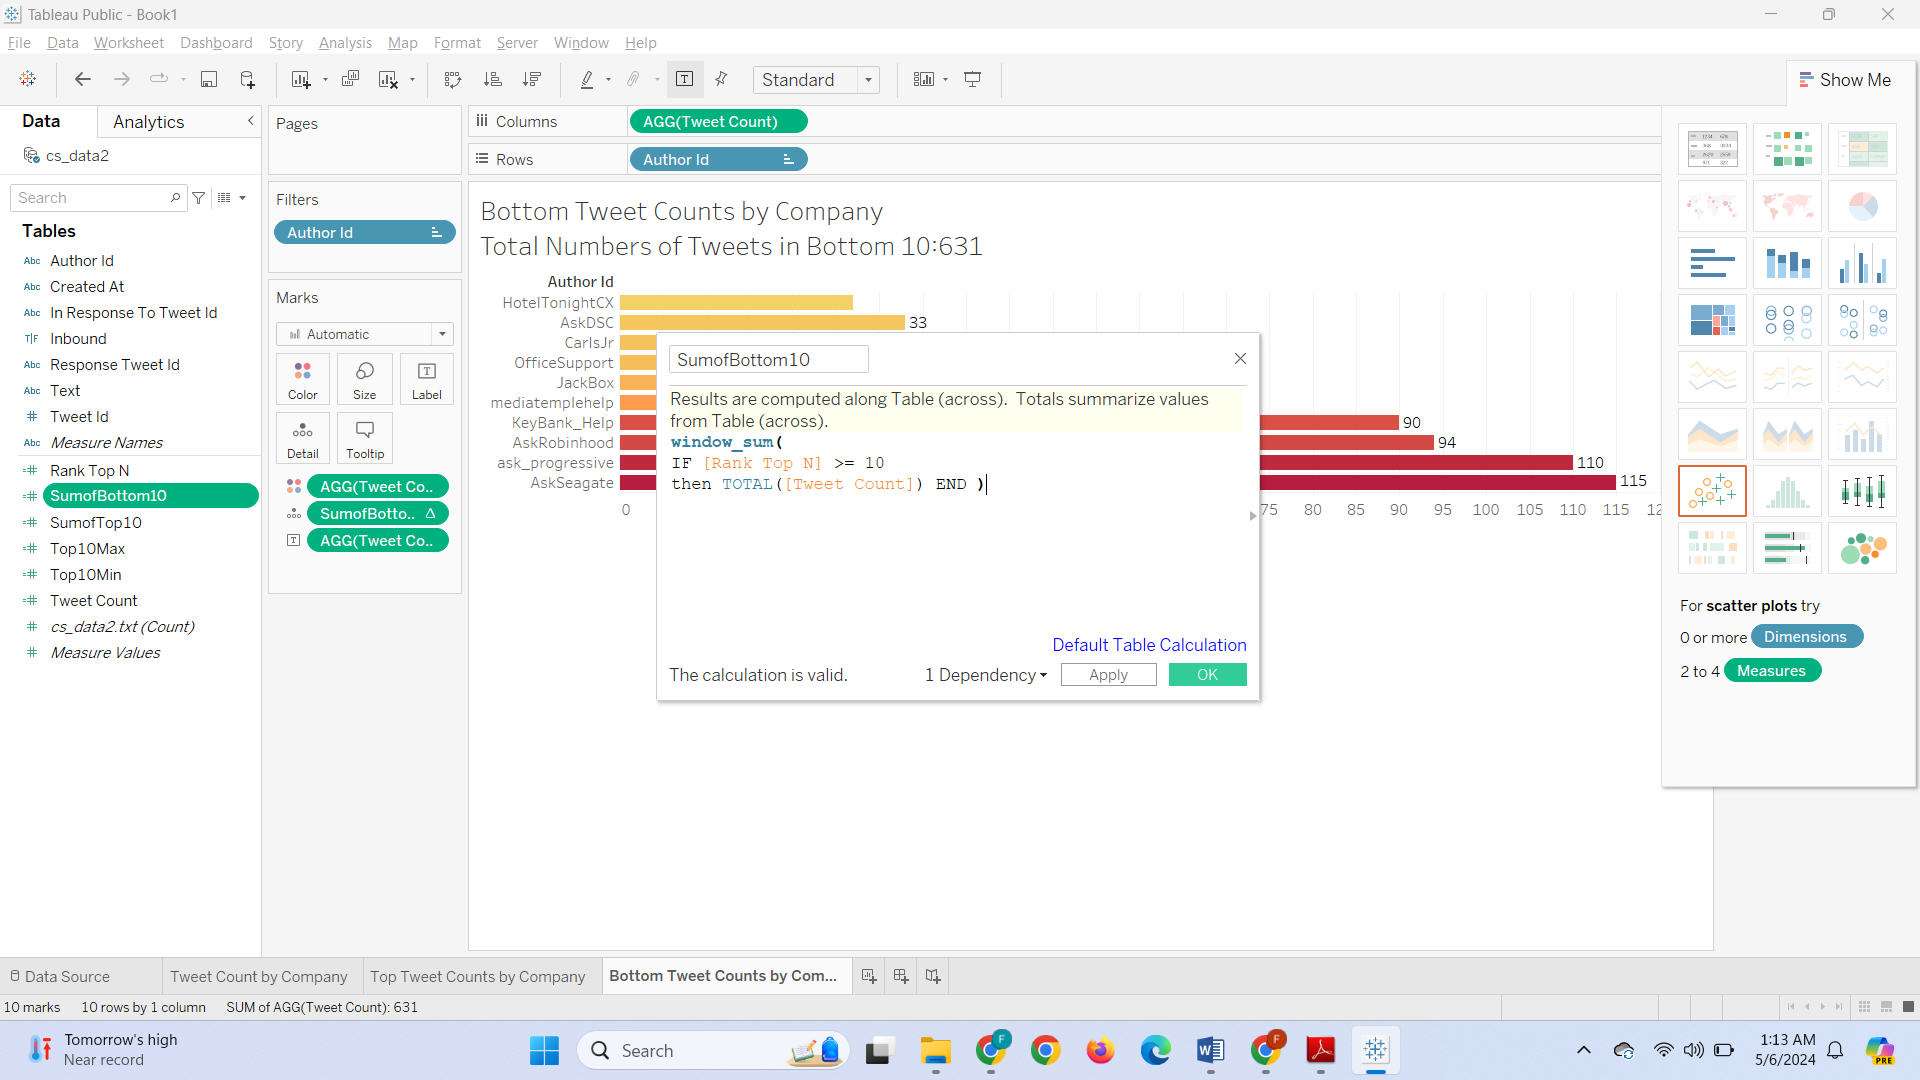 Tableau Public - Book1
File Data Worksheet Dashboard Story Analysis Map Format Server Window Help
Standard
Show Me
Data
Analytics
cs_data2
Search
Tables
Abc Author Id
Abc Created At
Abc In Response To Tweet Id
T|F Inbound
Abc Response Tweet Id
Abc Text
# Tweet Id
Abc Measure Names
=# Rank Top N
=# SumofBottom10
=# SumofTop10
=# Top10Max
=# Top10Min
=# Tweet Count
# cs_data2.txt (Count)
# Measure Values
Pages
Filters
Author Id
Marks
Automatic
Color
Size
Label
Detail
Tooltip
AGG(Tweet Co..
SumofBotto.. Δ
AGG(Tweet Co..
Columns
AGG(Tweet Count)
Rows
Author Id
Bottom Tweet Counts by Company
Total Numbers of Tweets in Bottom 10:631
Author Id
HotelTonightCX
AskDSC 33
CarlsJr
OfficeSupport
JackBox
mediatemplehelp
KeyBank_Help 90
AskRobinhood 94
ask_progressive 110
AskSeagate 115
0 75 80 85 90 95 100 105 110 115 12
SumofBottom10
Results are computed along Table (across). Totals summarize values
from Table (across).
window_sum(
IF [Rank Top N] >= 10
then TOTAL([Tweet Count]) END )
Default Table Calculation
The calculation is valid.
1 Dependency
Apply
OK
For scatter plots try
0 or more Dimensions
2 to 4 Measures
Data Source
Tweet Count by Company
Top Tweet Counts by Company
Bottom Tweet Counts by Com...
10 marks 10 rows by 1 column SUM of AGG(Tweet Count): 631
Tomorrow's high
Near record
Search
F
F
1:13 AM
5/6/2024
PRE